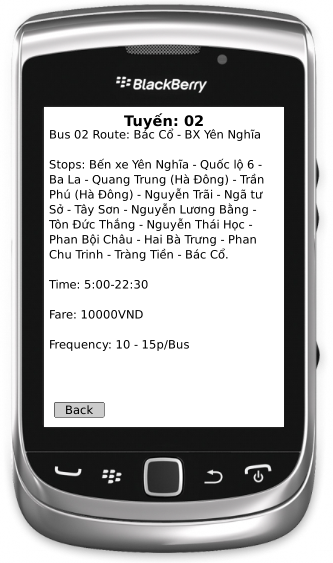 BlackBerry
Tuyến: 02
Bus 02 Route: Bác Cổ - BX Yên Nghĩa
Stops: Bến xe Yên Nghĩa - Quốc lộ 6 -
Ba La - Quang Trung (Hà Đông) - Trần
Phú (Hà Đông) - Nguyễn Trãi - Ngã tư
Sở - Tây Sơn - Nguyễn Lương Bằng -
Tôn Đức Thắng - Nguyễn Thái Học -
Phan Bội Châu - Hai Bà Trưng - Phan
Chu Trinh - Tràng Tiền - Bác Cổ.
Time: 5:00-22:30
Fare: 10000VND
Frequency: 10 - 15p/Bus
Back